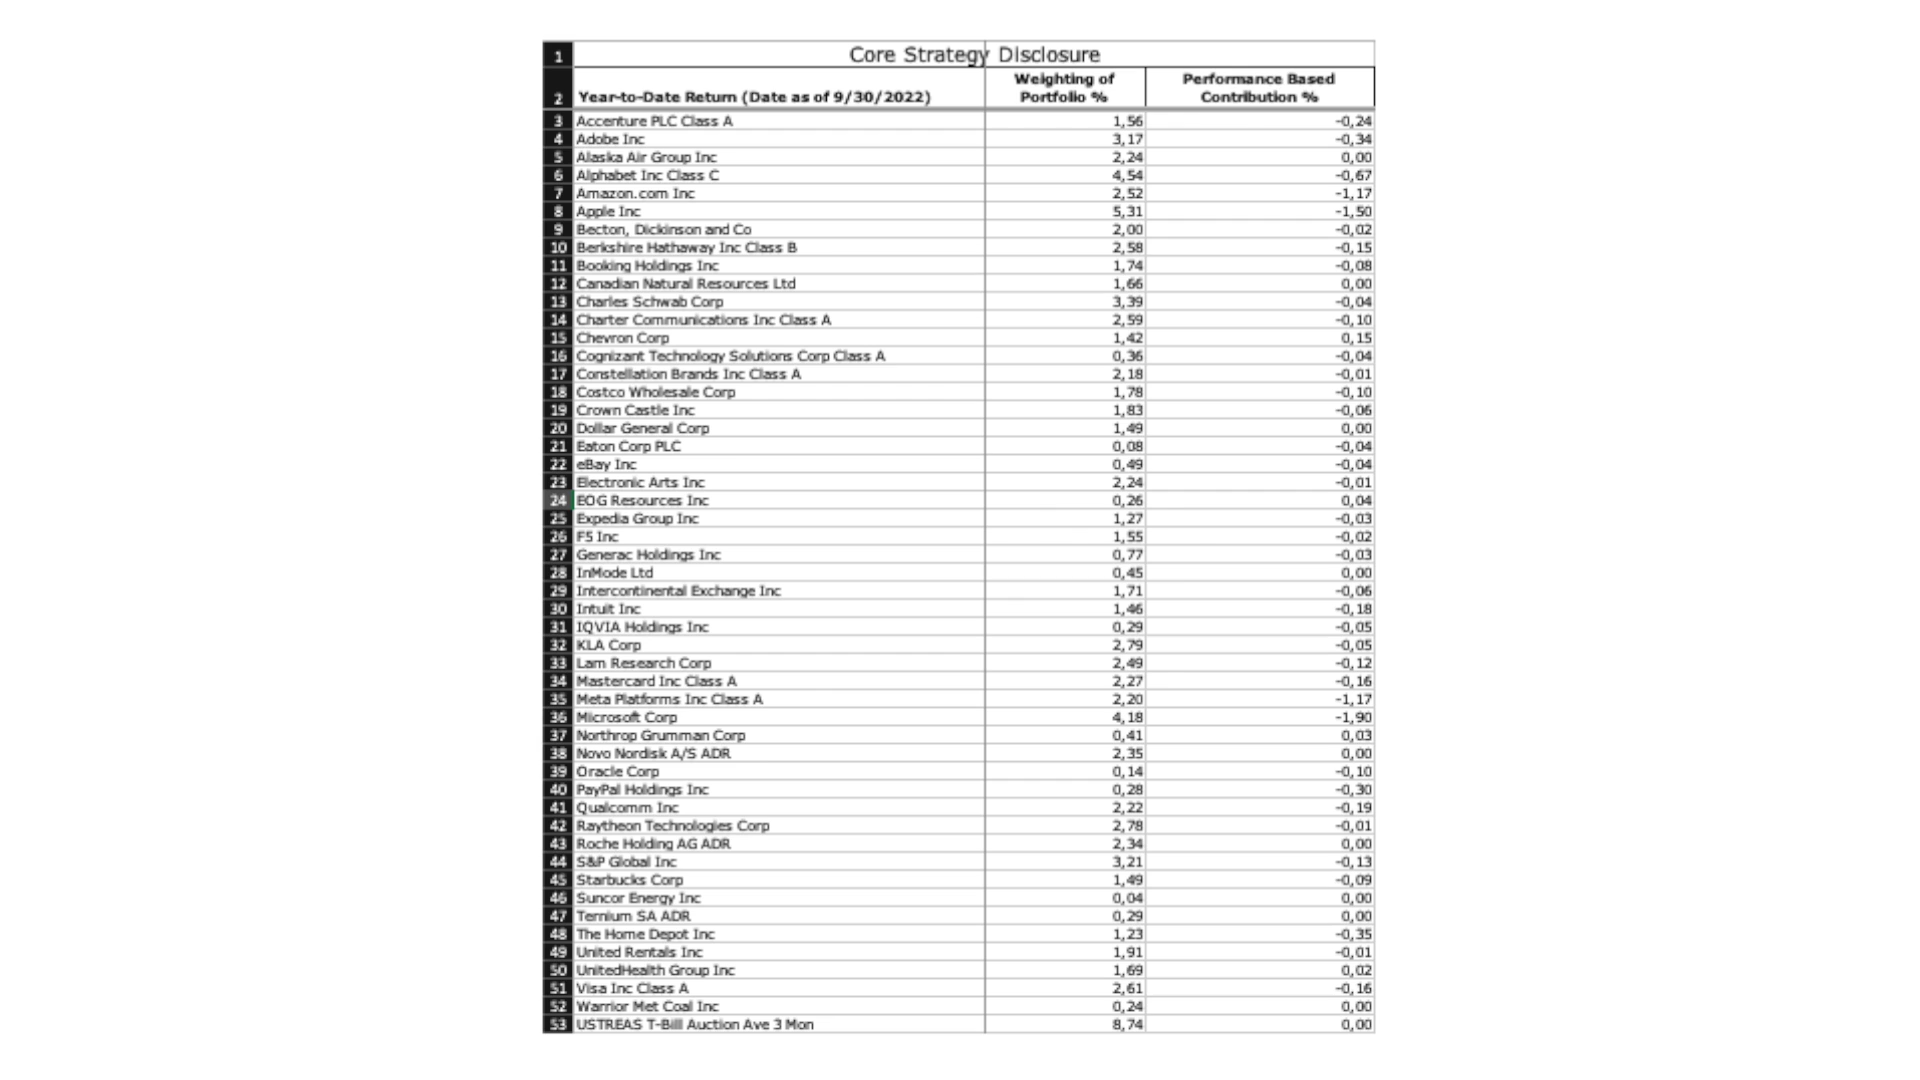 1 Core Strategy Disclosure
2 Year-to-Date Return (Date as of 9/30/2022) Weighting of Portfolio % Performance Based Contribution %
3 Accenture PLC Class A 1,56 -0,24
4 Adobe Inc 3,17 -0,34
5 Alaska Air Group Inc 2,24 0,00
6 Alphabet Inc Class C 4,54 -0,67
7 Amazon.com Inc 2,52 -1,17
8 Apple Inc 5,31 -1,50
9 Becton, Dickinson and Co 2,00 -0,02
10 Berkshire Hathaway Inc Class B 2,58 -0,15
11 Booking Holdings Inc 1,74 -0,08
12 Canadian Natural Resources Ltd 1,66 0,00
13 Charles Schwab Corp 3,39 -0,04
14 Charter Communications Inc Class A 2,59 -0,10
15 Chevron Corp 1,42 0,15
16 Cognizant Technology Solutions Corp Class A 0,36 -0,04
17 Constellation Brands Inc Class A 2,18 -0,01
18 Costco Wholesale Corp 1,78 -0,10
19 Crown Castle Inc 1,83 -0,06
20 Dollar General Corp 1,49 0,00
21 Eaton Corp PLC 0,08 -0,04
22 eBay Inc 0,49 -0,04
23 Electronic Arts Inc 2,24 -0,01
24 EOG Resources Inc 0,26 0,04
25 Expedia Group Inc 1,27 -0,03
26 F5 Inc 1,55 -0,02
27 Generac Holdings Inc 0,77 -0,03
28 InMode Ltd 0,45 0,00
29 Intercontinental Exchange Inc 1,71 -0,06
30 Intuit Inc 1,46 -0,18
31 IQVIA Holdings Inc 0,29 -0,05
32 KLA Corp 2,79 -0,05
33 Lam Research Corp 2,49 -0,12
34 Mastercard Inc Class A 2,27 -0,16
35 Meta Platforms Inc Class A 2,20 -1,17
36 Microsoft Corp 4,18 -1,90
37 Northrop Grumman Corp 0,41 0,03
38 Novo Nordisk A/S ADR 2,35 0,00
39 Oracle Corp 0,14 -0,10
40 PayPal Holdings Inc 0,28 -0,30
41 Qualcomm Inc 2,22 -0,19
42 Raytheon Technologies Corp 2,78 -0,01
43 Roche Holding AG ADR 2,34 0,00
44 S&P Global Inc 3,21 -0,13
45 Starbucks Corp 1,49 -0,09
46 Suncor Energy Inc 0,04 0,00
47 Ternium SA ADR 0,29 0,00
48 The Home Depot Inc 1,23 -0,35
49 United Rentals Inc 1,91 -0,01
50 UnitedHealth Group Inc 1,69 0,02
51 Visa Inc Class A 2,61 -0,16
52 Warrior Met Coal Inc 0,24 0,00
53 USTREAS T-Bill Auction Ave 3 Mon 8,74 0,00